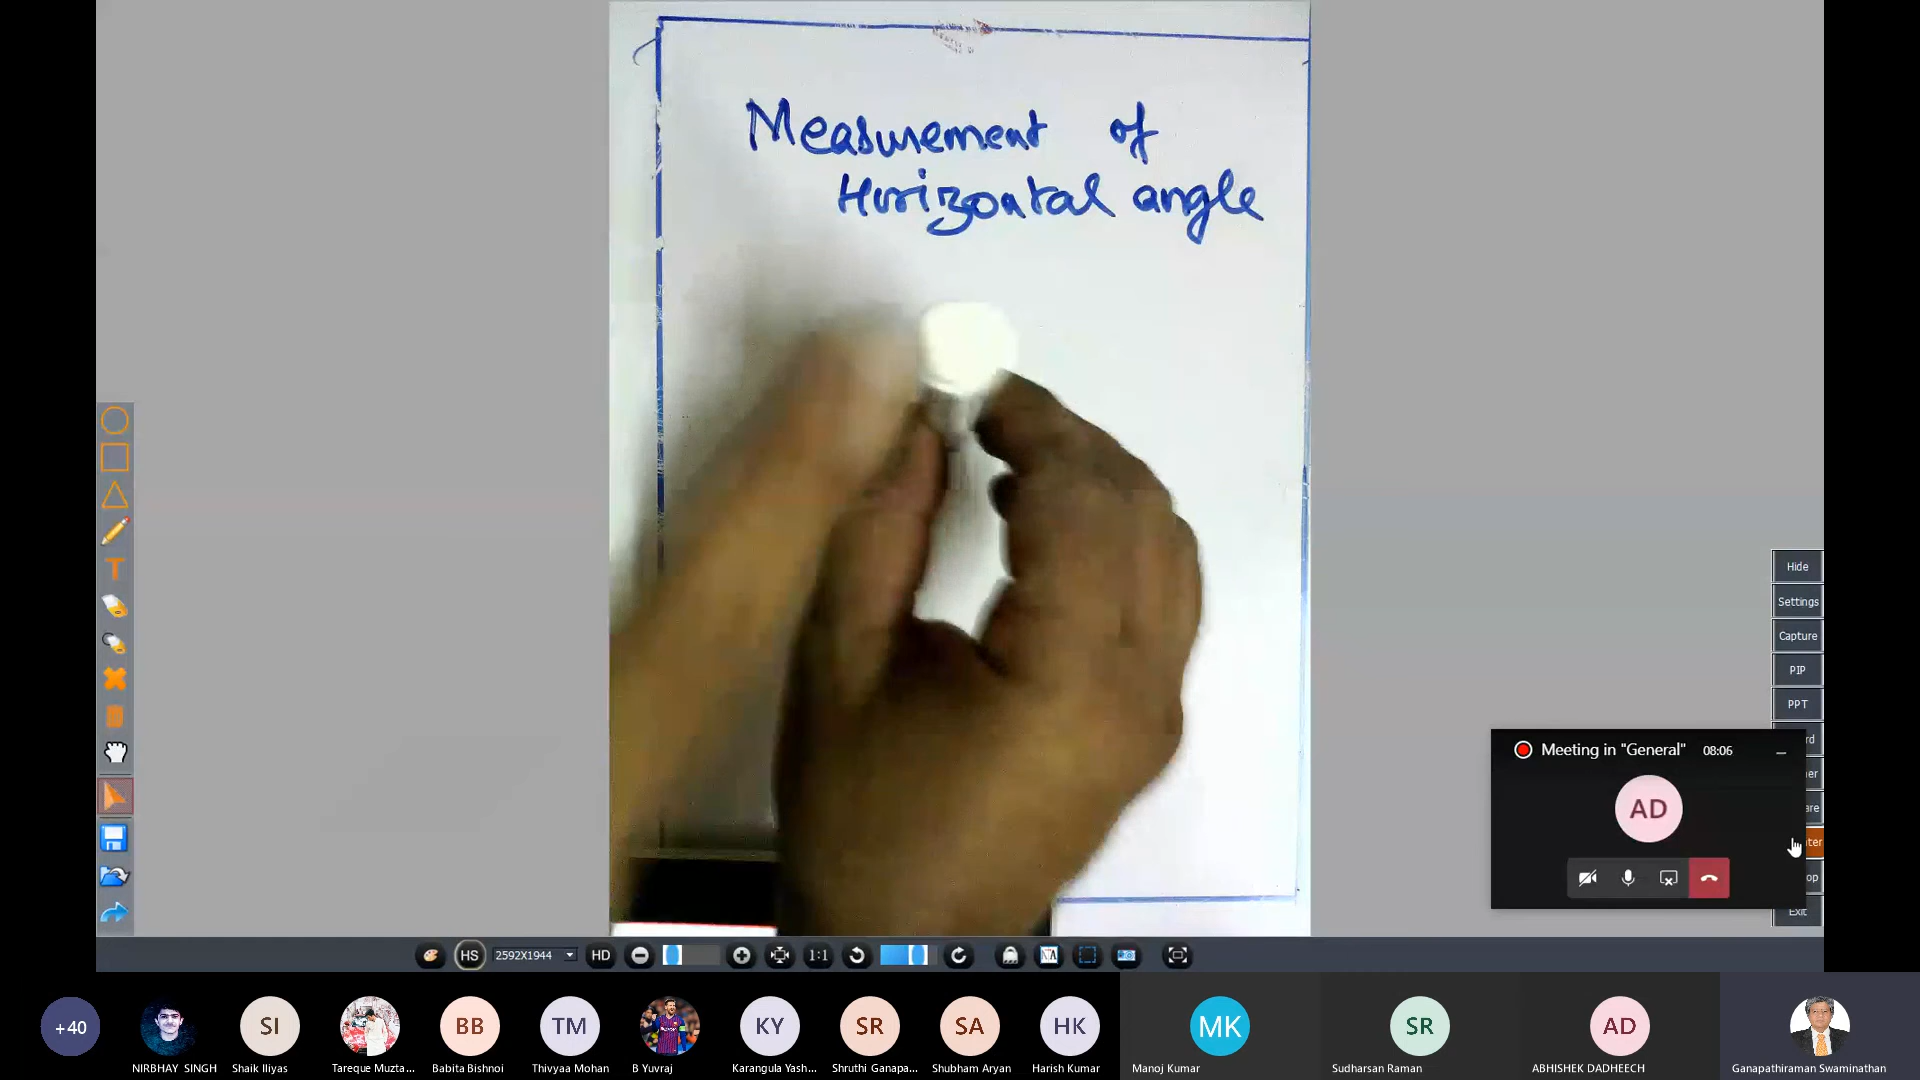 Measurement of
Horizontal angle
Hide
Settings
Capture
PIP
PPT
Meeting in "General" 08:06
AD
Exit
HS 2592X1944 HD 1:1
+40
SI
BB
TM
KY
SR
SA
HK
MK
SR
AD
NIRBHAY SINGH
Shaik Iliyas
Tareque Muzta...
Babita Bishnoi
Thivyaa Mohan
B Yuvraj
Karangula Yash...
Shruthi Ganapa...
Shubham Aryan
Harish Kumar
Manoj Kumar
Sudharsan Raman
ABHISHEK DADHEECH
Ganapathiraman Swaminathan